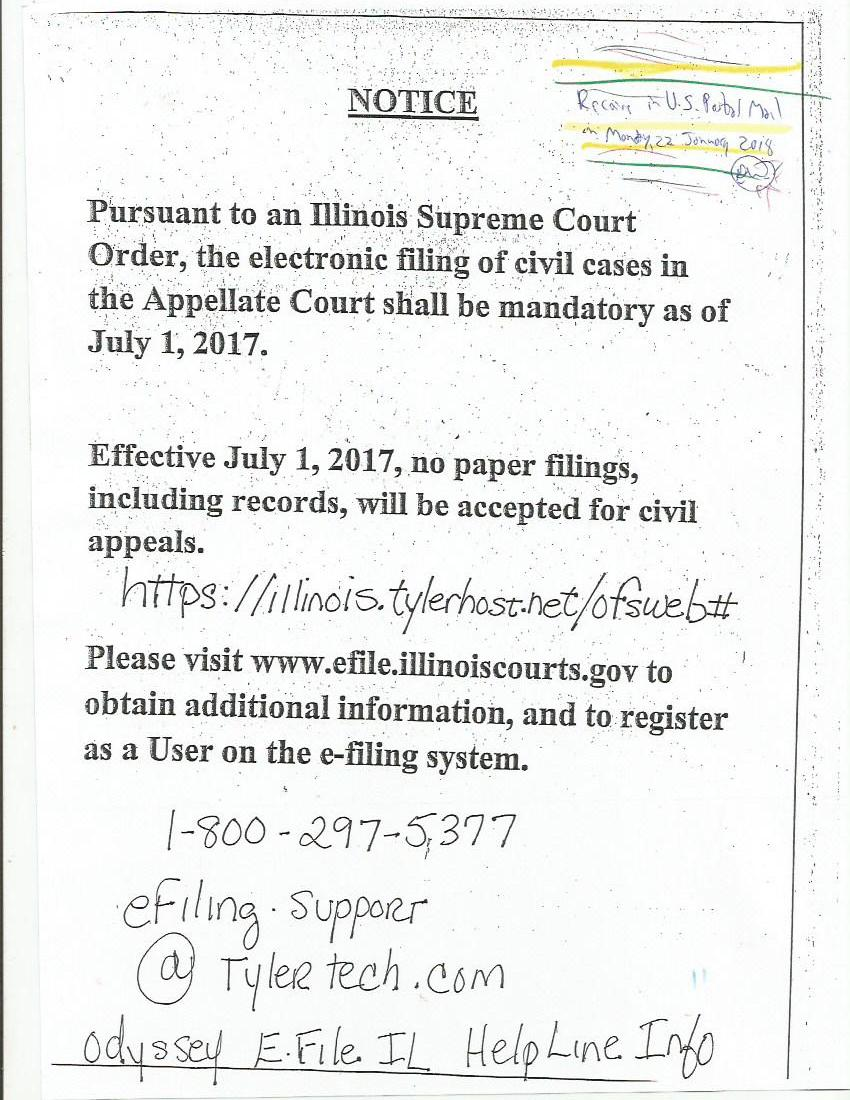 NOTICE
in U.S. Postal Mail
on Monday, 22 January 2018
Pursuant to an Illinois Supreme Court
Order, the electronic filing of civil cases in
the Appellate Court shall be mandatory as of
July 1, 2017.
Effective July 1, 2017, no paper filings,
including records, will be accepted for civil
appeals.
https://illinois.tylerhost.net/ofsweb#
Please visit www.efile.illinoiscourts.gov to
obtain additional information, and to register
as a User on the e-filing system.
1-800-297-5377
eFiling.support
@ Tylertech.com
Odyssey E.File.IL HelpLine Info